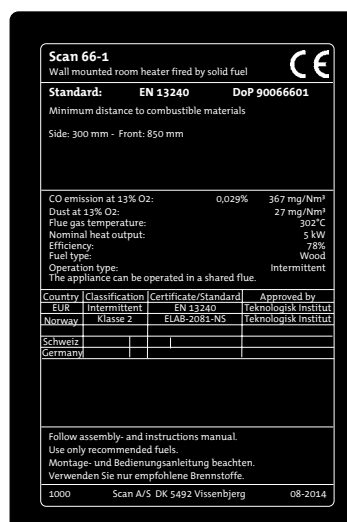 Scan
66-1
CE
Wall mounted room heater fired by solid fuel
Standard: EN 13240 DoP 90066601
Minimum distance to combustible materials
Side: 300 mm - Front: 850 mm
CO emission at 13% O2: 0,029% 367 mg/Nm³
Dust at 13% O2: 27 mg/Nm³
Flue gas temperature: 302°C
Nominal heat output: 5 kW
Efficiency: 78%
Fuel type: Wood
Operation type: Intermittent
The appliance can be operated in a shared flue.
Country Classification Certificate/Standard Approved by
EUR Intermittent EN 13240 Teknologisk Institut
Norway Klasse 2 ELAB-2081-NS Teknologisk Institut
Schweiz
Germany
Follow assembly- and instructions manual.
Use only recommended fuels.
Montage- und Bedienungsanleitung beachten.
Verwenden Sie nur empfohlene Brennstoffe.
1000 Scan A/S DK 5492 Vissenbjerg 08-2014